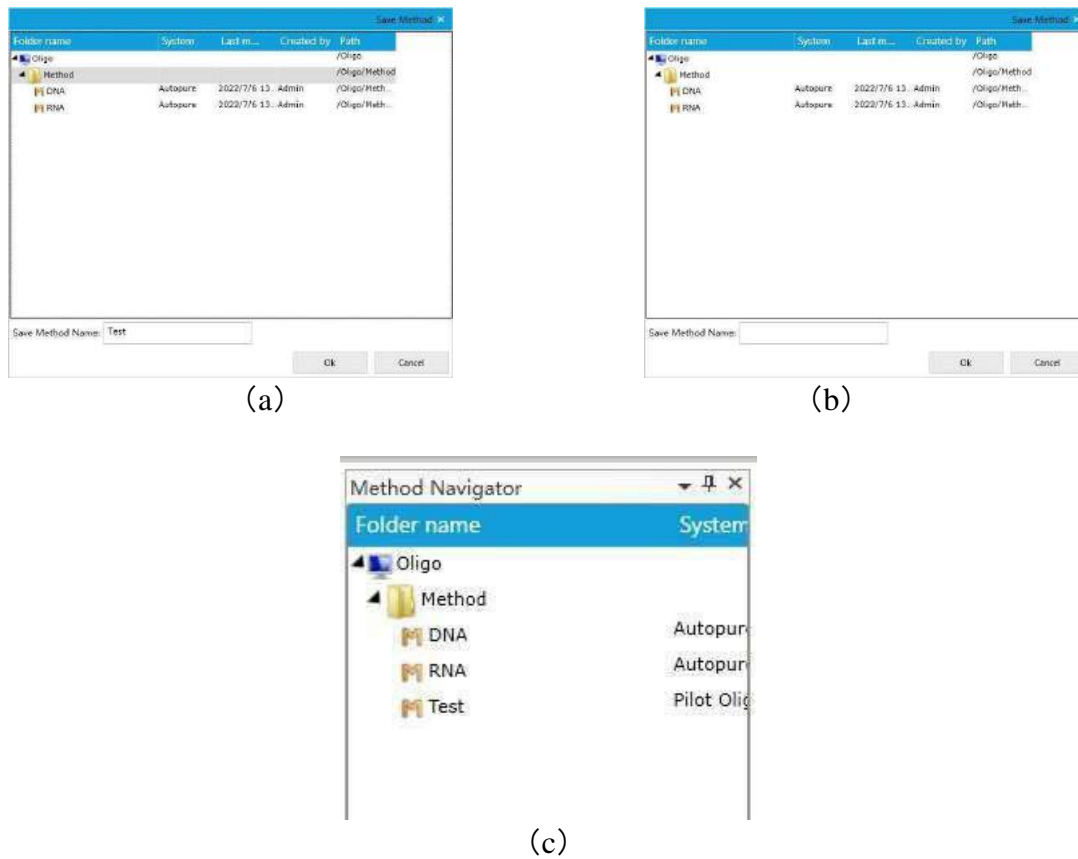 Save Method ×
Folder name System Last m... Created by Path
Oligo /Oligo
Method /Oligo/Method
DNA Autopure 2022/7/6 13.. Admin /Oligo/Meth...
RNA Autopure 2022/7/6 13.. Admin /Oligo/Meth...
Save Method Name: Test
Ok Cancel
(a)
Save Method ×
Folder name System Last m... Created by Path
Oligo /Oligo
Method /Oligo/Method
DNA Autopure 2022/7/6 13.. Admin /Oligo/Meth...
RNA Autopure 2022/7/6 13.. Admin /Oligo/Meth...
Save Method Name:
Ok Cancel
(b)
Method Navigator
Folder name System
Oligo
Method
DNA Autopur
RNA Autopur
Test Pilot Olig
(c)